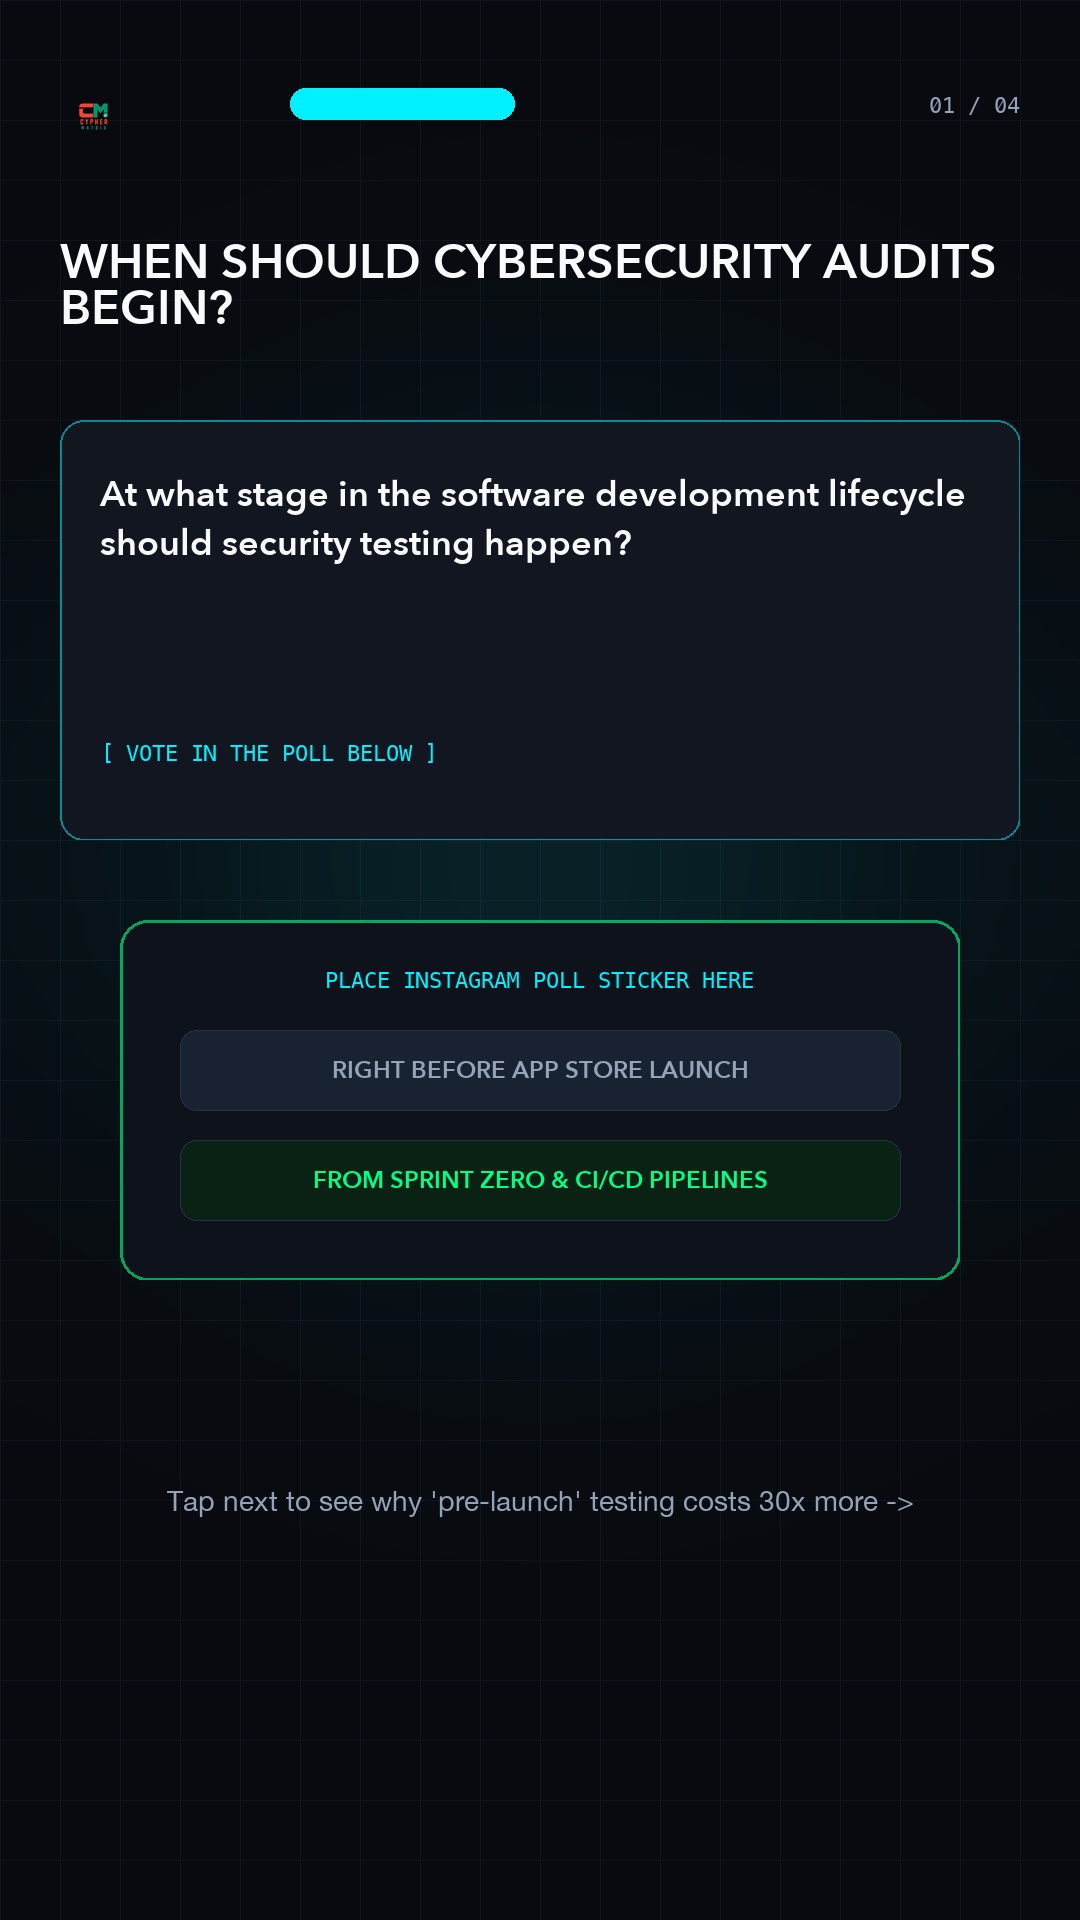 CM
CYPHER
MATRIX
01 / 04
WHEN SHOULD CYBERSECURITY AUDITS
BEGIN?
At what stage in the software development lifecycle
should security testing happen?
[ VOTE IN THE POLL BELOW ]
PLACE INSTAGRAM POLL STICKER HERE
RIGHT BEFORE APP STORE LAUNCH
FROM SPRINT ZERO & CI/CD PIPELINES
Tap next to see why 'pre-launch' testing costs 30x more ->